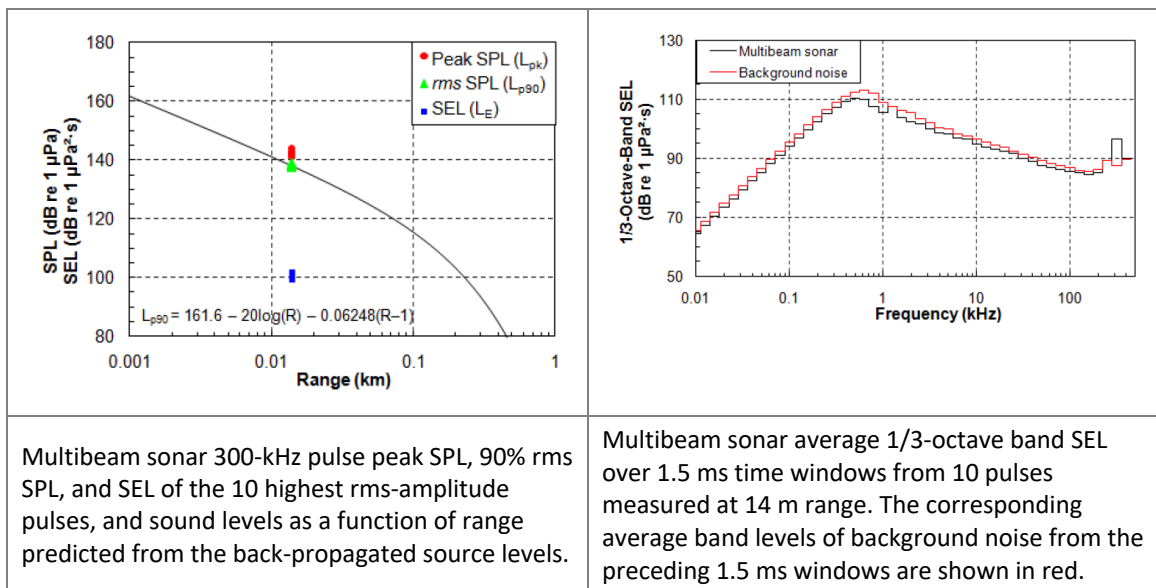 180
160
140
120
100
80
SPL (dB re 1 µPa)
SEL (dB re 1 µPa²·s)
Peak SPL (Lpk)
rms SPL (Lp90)
SEL (LE)
Lp90 = 161.6 – 20log(R) – 0.06248(R–1)
0.001
0.01
0.1
1
Range (km)
130
110
90
70
50
1/3-Octave-Band SEL
(dB re 1 µPa²·s)
Multibeam sonar
Background noise
0.01
0.1
1
10
100
Frequency (kHz)
Multibeam sonar 300-kHz pulse peak SPL, 90% rms
SPL, and SEL of the 10 highest rms-amplitude
pulses, and sound levels as a function of range
predicted from the back-propagated source levels.
Multibeam sonar average 1/3-octave band SEL
over 1.5 ms time windows from 10 pulses
measured at 14 m range. The corresponding
average band levels of background noise from the
preceding 1.5 ms windows are shown in red.